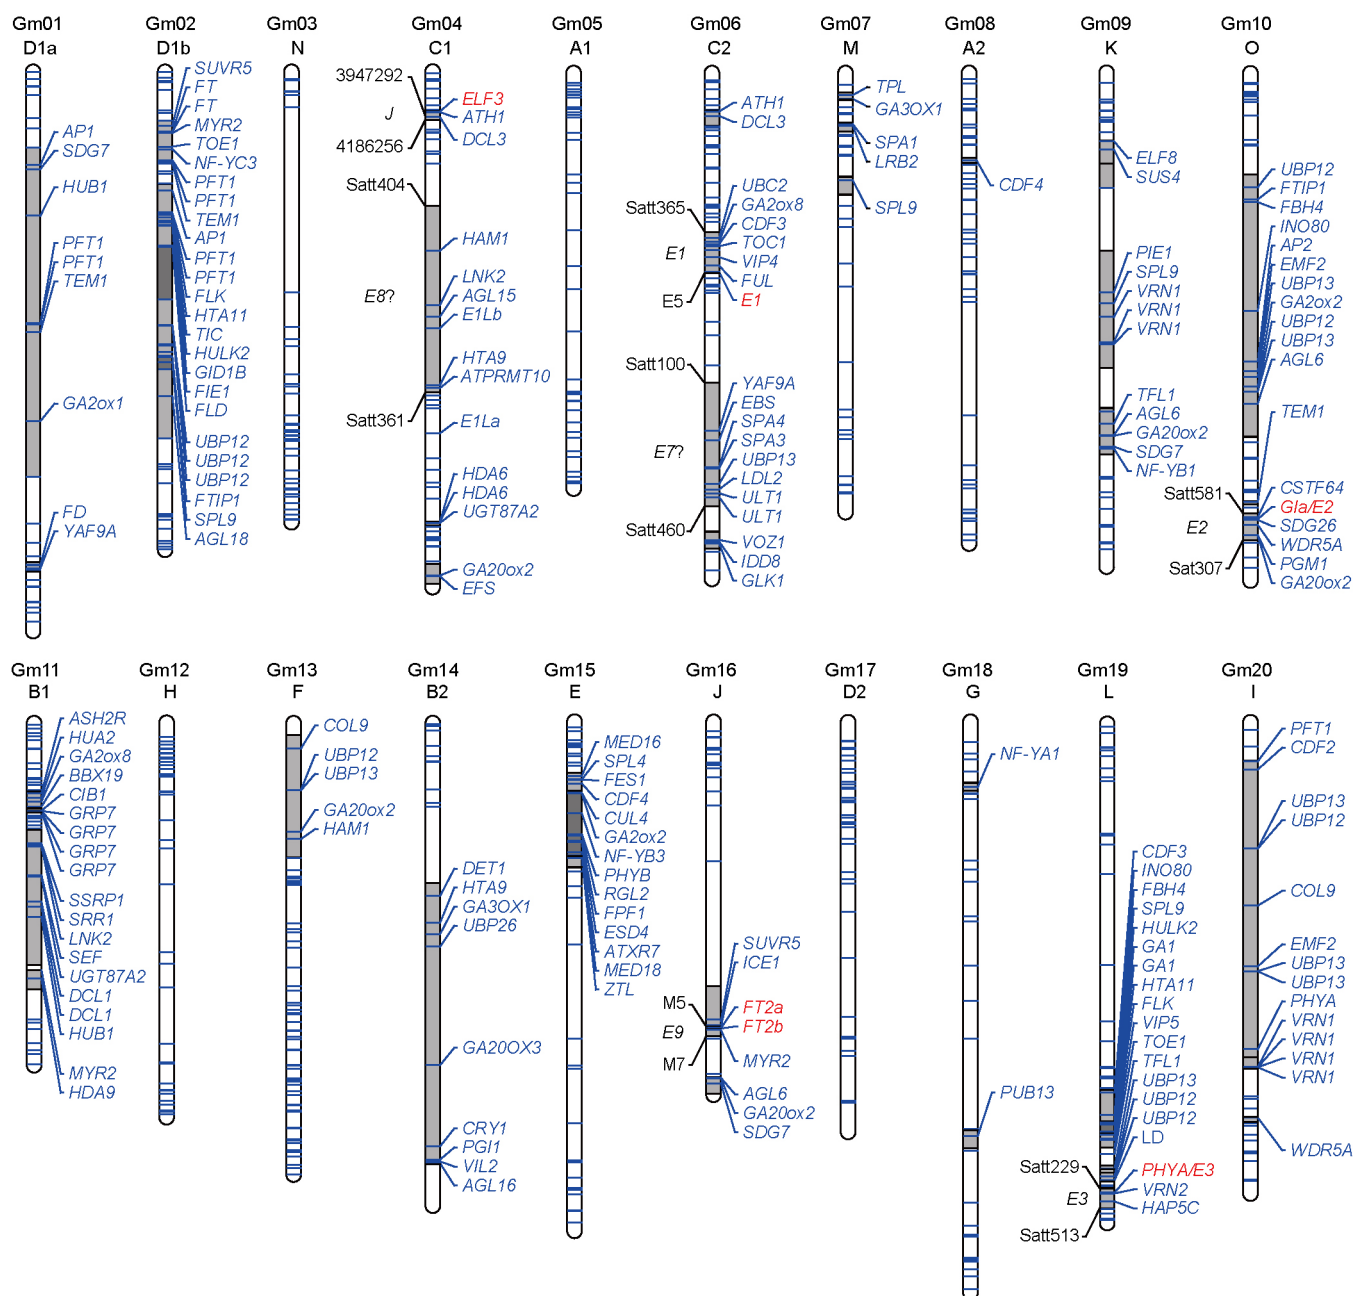 Gm01
D1a
AP1
SDG7
HUB1
PFT1
PFT1
TEM1
GA2ox1
FD
YAF9A
Gm02
D1b
SUVR5
FT
FT
MYR2
TOE1
NF-YC3
PFT1
PFT1
TEM1
AP1
PFT1
PFT1
FLK
HTA11
TIC
HULK2
GID1B
FIE1
FLD
UBP12
UBP12
UBP12
FTIP1
SPL9
AGL18
Gm03
N
Gm04
C1
3947292
J
4186256
Satt404
E8?
Satt361
ELF3
ATH1
DCL3
HAM1
LNK2
AGL15
E1Lb
HTA9
ATPRMT10
E1La
HDA6
HDA6
UGT87A2
GA20ox2
EFS
Gm05
A1
Gm06
C2
Satt365
E1
E5
Satt100
E7?
Satt460
ATH1
DCL3
UBC2
GA2ox8
CDF3
TOC1
VIP4
FUL
E1
YAF9A
EBS
SPA4
SPA3
UBP13
LDL2
ULT1
ULT1
VOZ1
IDD8
GLK1
Gm07
M
TPL
GA3OX1
SPA1
LRB2
SPL9
Gm08
A2
CDF4
Gm09
K
ELF8
SUS4
PIE1
SPL9
VRN1
VRN1
VRN1
TFL1
AGL6
GA20ox2
SDG7
NF-YB1
Gm10
O
Satt581
E2
Sat307
UBP12
FTIP1
FBH4
INO80
AP2
EMF2
UBP13
GA2ox2
UBP12
UBP13
AGL6
TEM1
CSTF64
GIa/E2
SDG26
WDR5A
PGM1
GA20ox2
Gm11
B1
ASH2R
HUA2
GA2ox8
BBX19
CIB1
GRP7
GRP7
GRP7
GRP7
SSRP1
SRR1
LNK2
SEF
UGT87A2
DCL1
DCL1
HUB1
MYR2
HDA9
Gm12
H
Gm13
F
COL9
UBP12
UBP13
GA20ox2
HAM1
Gm14
B2
DET1
HTA9
GA3OX1
UBP26
GA20OX3
CRY1
PGI1
VIL2
AGL16
Gm15
E
MED16
SPL4
FES1
CDF4
CUL4
GA2ox2
NF-YB3
PHYB
RGL2
FPF1
ESD4
ATXR7
MED18
ZTL
Gm16
J
M5
E9
M7
SUVR5
ICE1
FT2a
FT2b
MYR2
AGL6
GA20ox2
SDG7
Gm17
D2
Gm18
G
NF-YA1
PUB13
Gm19
L
Satt229
E3
Satt513
CDF3
INO80
FBH4
SPL9
HULK2
GA1
GA1
HTA11
FLK
VIP5
TOE1
TFL1
UBP13
UBP12
UBP12
LD
PHYA/E3
VRN2
HAP5C
Gm20
I
PFT1
CDF2
UBP13
UBP12
COL9
EMF2
UBP13
UBP13
PHYA
VRN1
VRN1
VRN1
VRN1
WDR5A